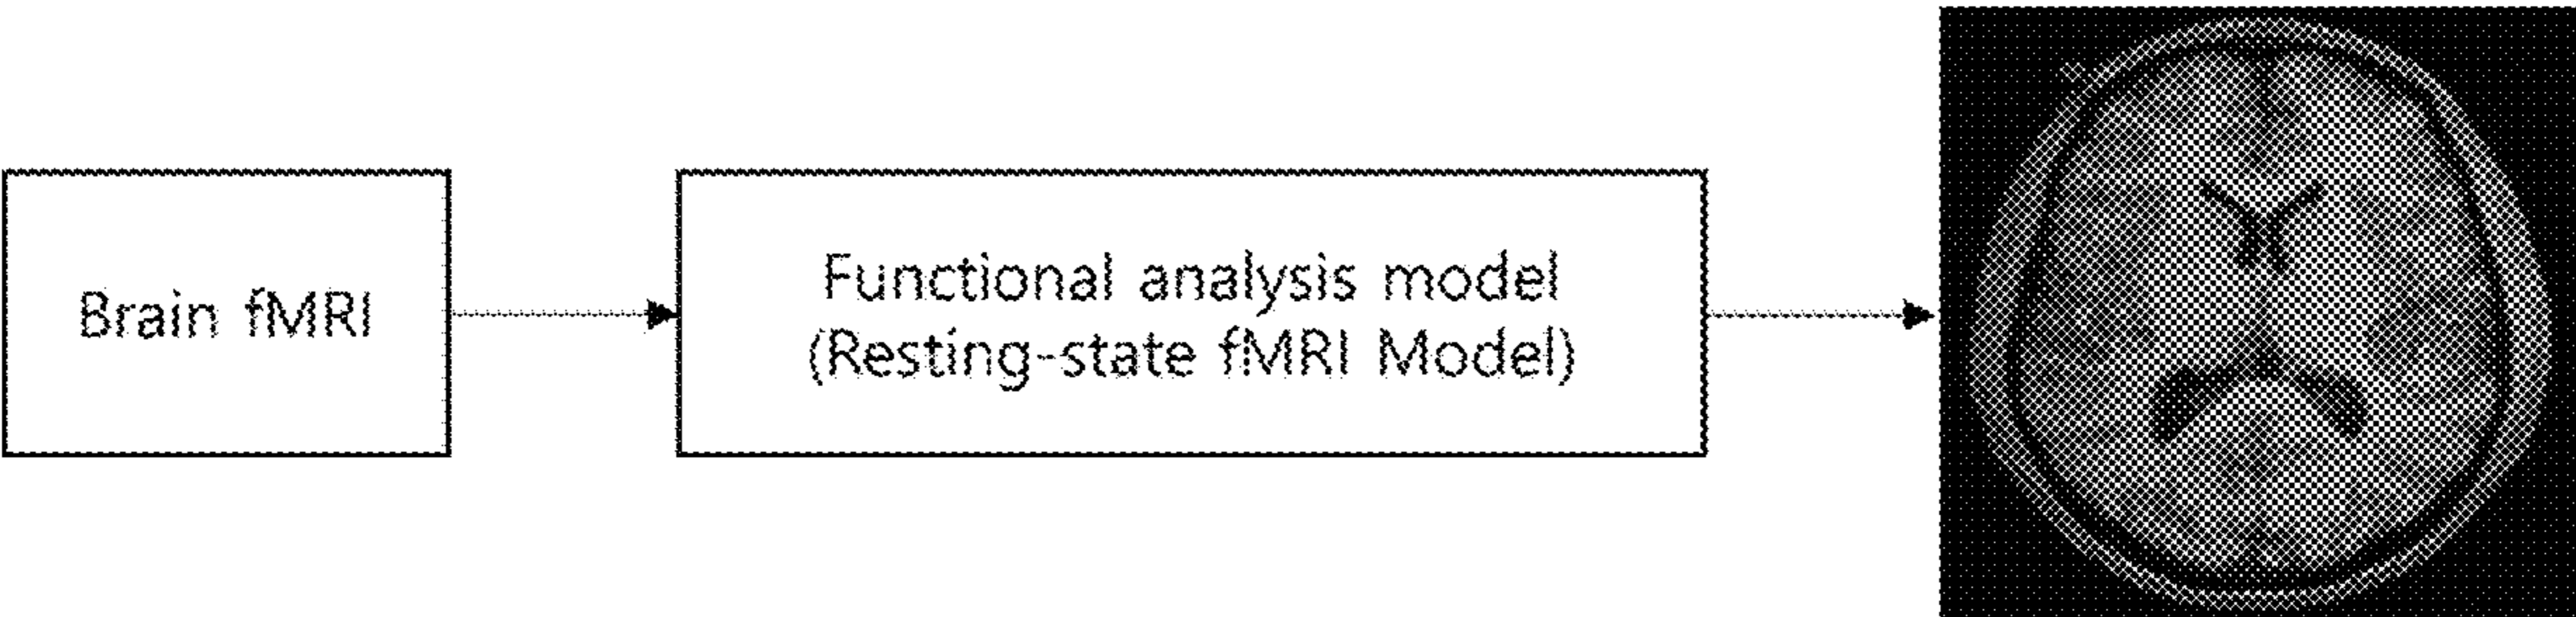 Brain fMRI
Functional analysis model
(Resting-state fMRI Model)